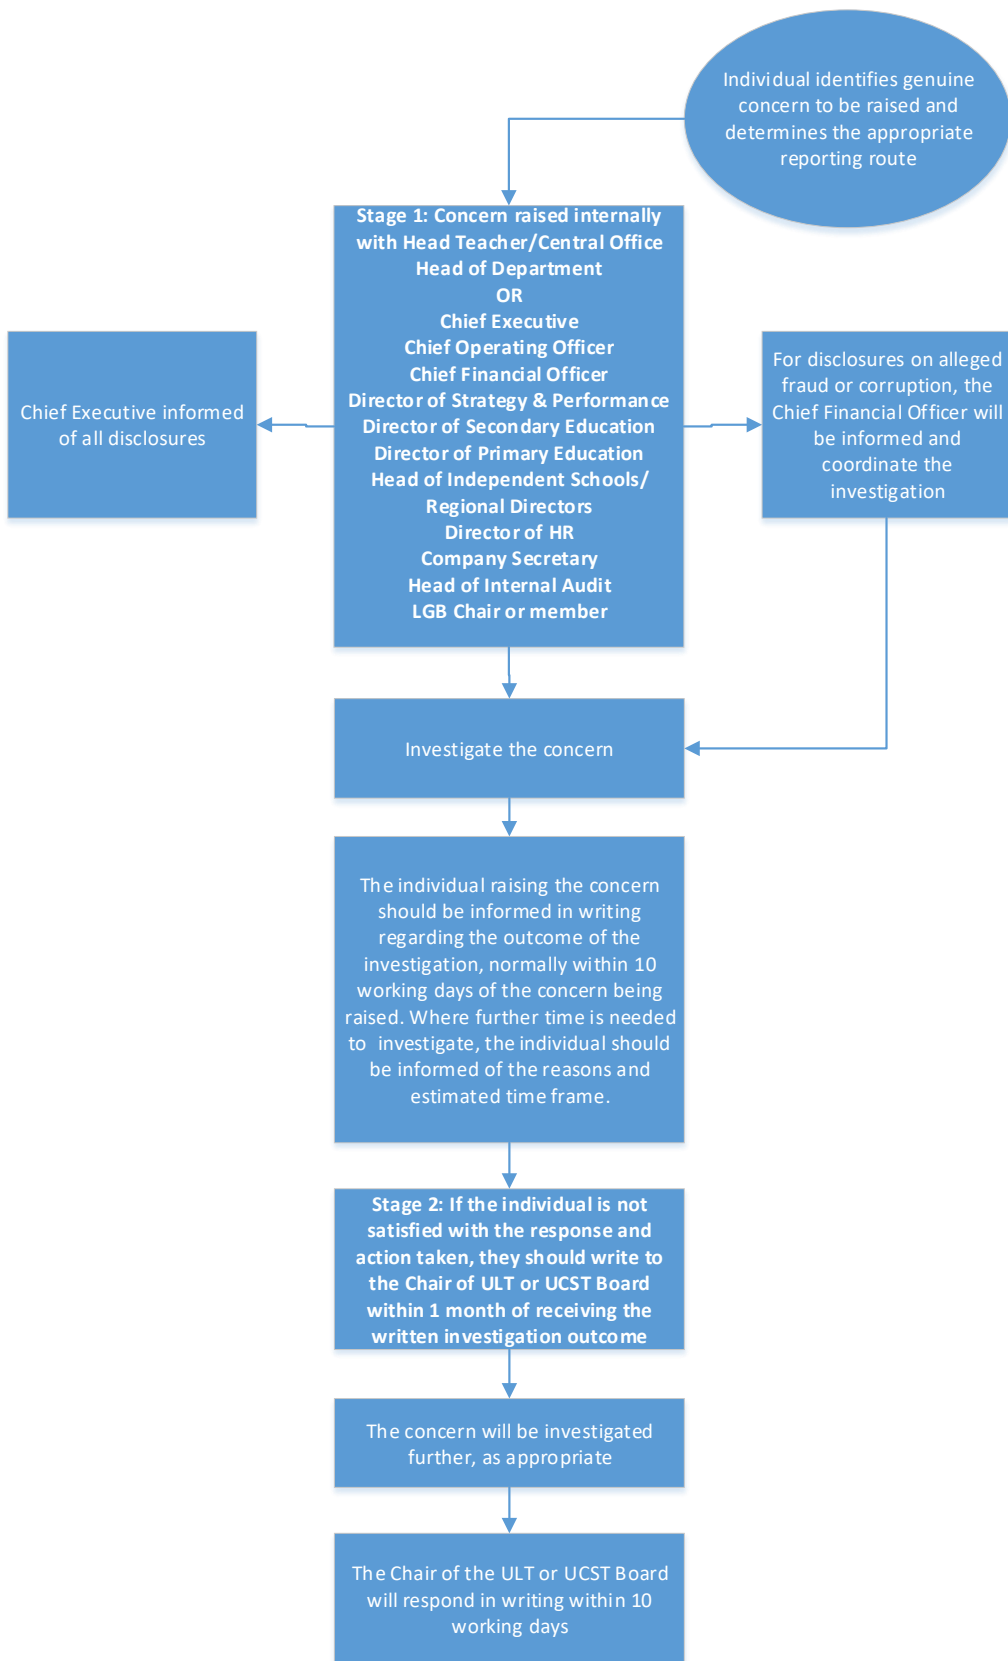 Individual identifies genuine
concern to be raised and
determines the appropriate
reporting route
Stage 1: Concern raised internally
with Head Teacher/Central Office
Head of Department
OR
Chief Executive
Chief Operating Officer
Chief Financial Officer
Director of Strategy & Performance
Director of Secondary Education
Director of Primary Education
Head of Independent Schools/
Regional Directors
Director of HR
Company Secretary
Head of Internal Audit
LGB Chair or member
Chief Executive informed
of all disclosures
For disclosures on alleged
fraud or corruption, the
Chief Financial Officer will
be informed and
coordinate the
investigation
Investigate the concern
The individual raising the concern
should be informed in writing
regarding the outcome of the
investigation, normally within 10
working days of the concern being
raised. Where further time is needed
to investigate, the individual should
be informed of the reasons and
estimated time frame.
Stage 2: If the individual is not
satisfied with the response and
action taken, they should write to
the Chair of ULT or UCST Board
within 1 month of receiving the
written investigation outcome
The concern will be investigated
further, as appropriate
The Chair of the ULT or UCST Board
will respond in writing within 10
working days